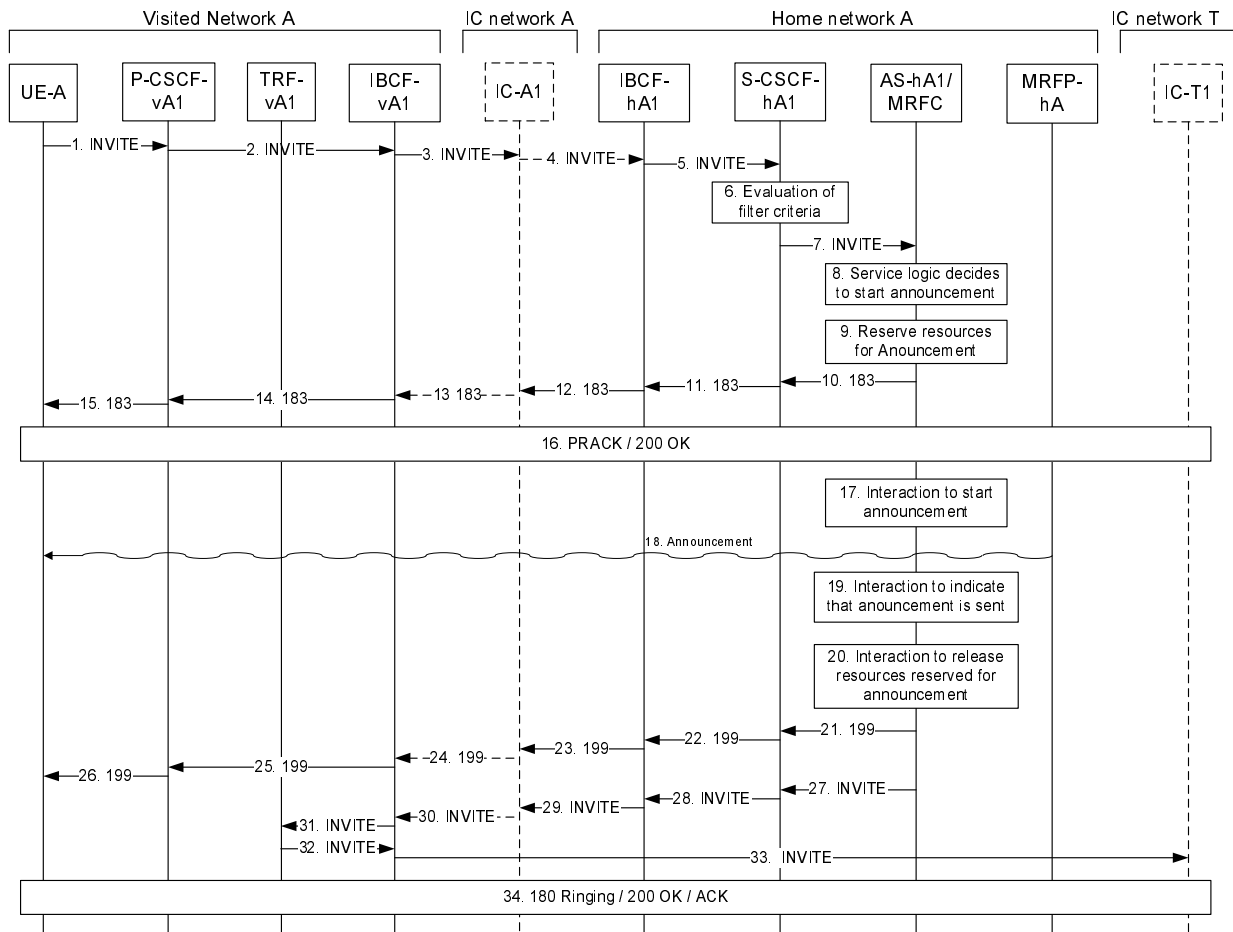 Visited Network A
IC network A
Home network A
IC network T
UE-A
P-CSCF-
vA1
TRF-
vA1
IBCF-
vA1
IC-A1
IBCF-
hA1
S-CSCF-
hA1
AS-hA1/
MRFC
MRFP-
hA
IC-T1
1. INVITE
2. INVITE
3. INVITE
4. INVITE
5. INVITE
6. Evaluation of
filter criteria
7. INVITE
8. Service logic decides
to start announcement
9. Reserve resources
for Anouncement
10. 183
11. 183
12. 183
13 183
14. 183
15. 183
16. PRACK / 200 OK
17. Interaction to start
announcement
18. Announcement
19. Interaction to indicate
that anouncement is sent
20. Interaction to release
resources reserved for
announcement
21. 199
22. 199
23. 199
24. 199
25. 199
26. 199
27. INVITE
28. INVITE
29. INVITE
30. INVITE
31. INVITE
32. INVITE
33. INVITE
34. 180 Ringing / 200 OK / ACK